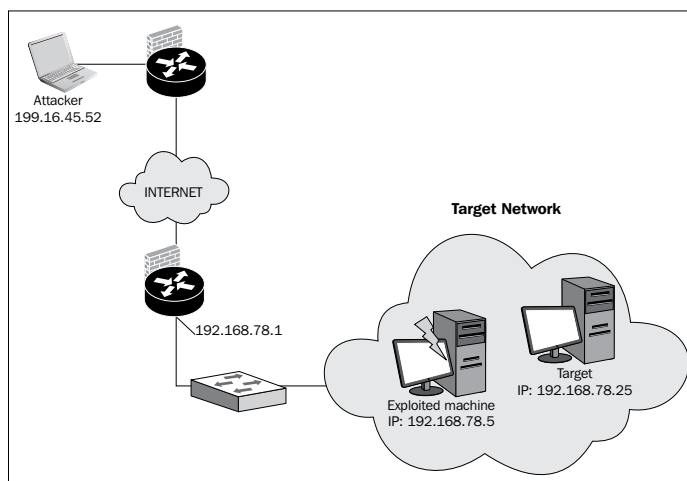 Attacker
199.16.45.52
INTERNET
Target Network
192.168.78.1
Target
IP: 192.168.78.25
Exploited machine
IP: 192.168.78.5